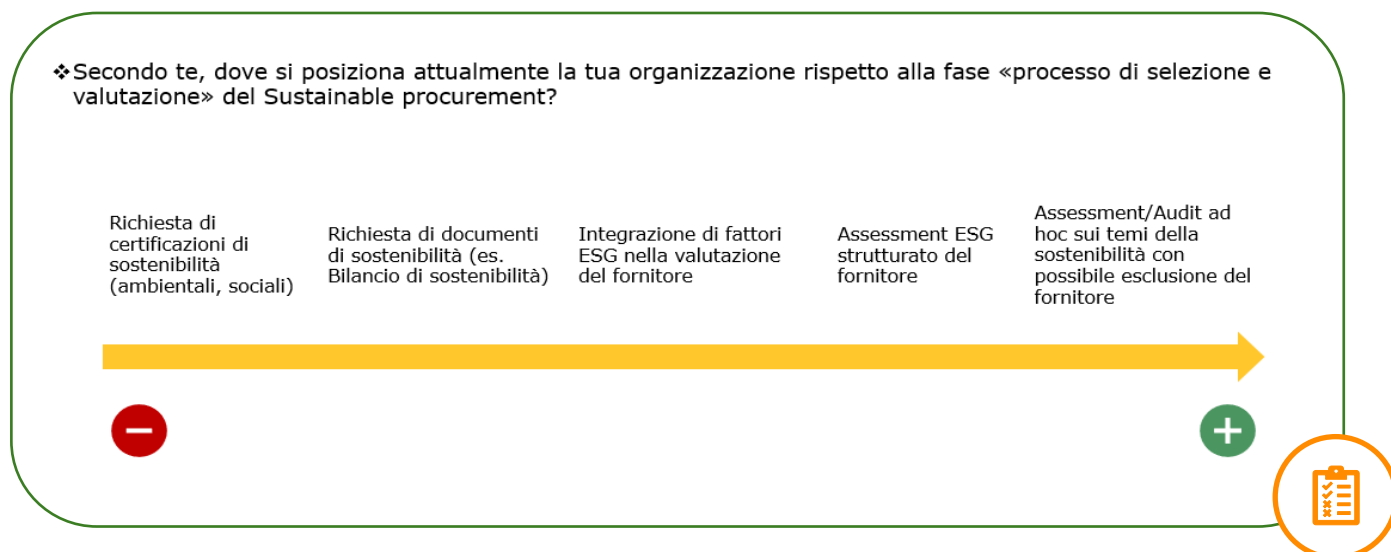 ❖Secondo te, dove si posiziona attualmente la tua organizzazione rispetto alla fase «processo di selezione e
valutazione» del Sustainable procurement?
Richiesta di
certificazioni di
sostenibilità
(ambientali, sociali)
Richiesta di documenti
di sostenibilità (es.
Bilancio di sostenibilità)
Integrazione di fattori
ESG nella valutazione
del fornitore
Assessment ESG
strutturato del
fornitore
Assessment/Audit ad
hoc sui temi della
sostenibilità con
possibile esclusione del
fornitore